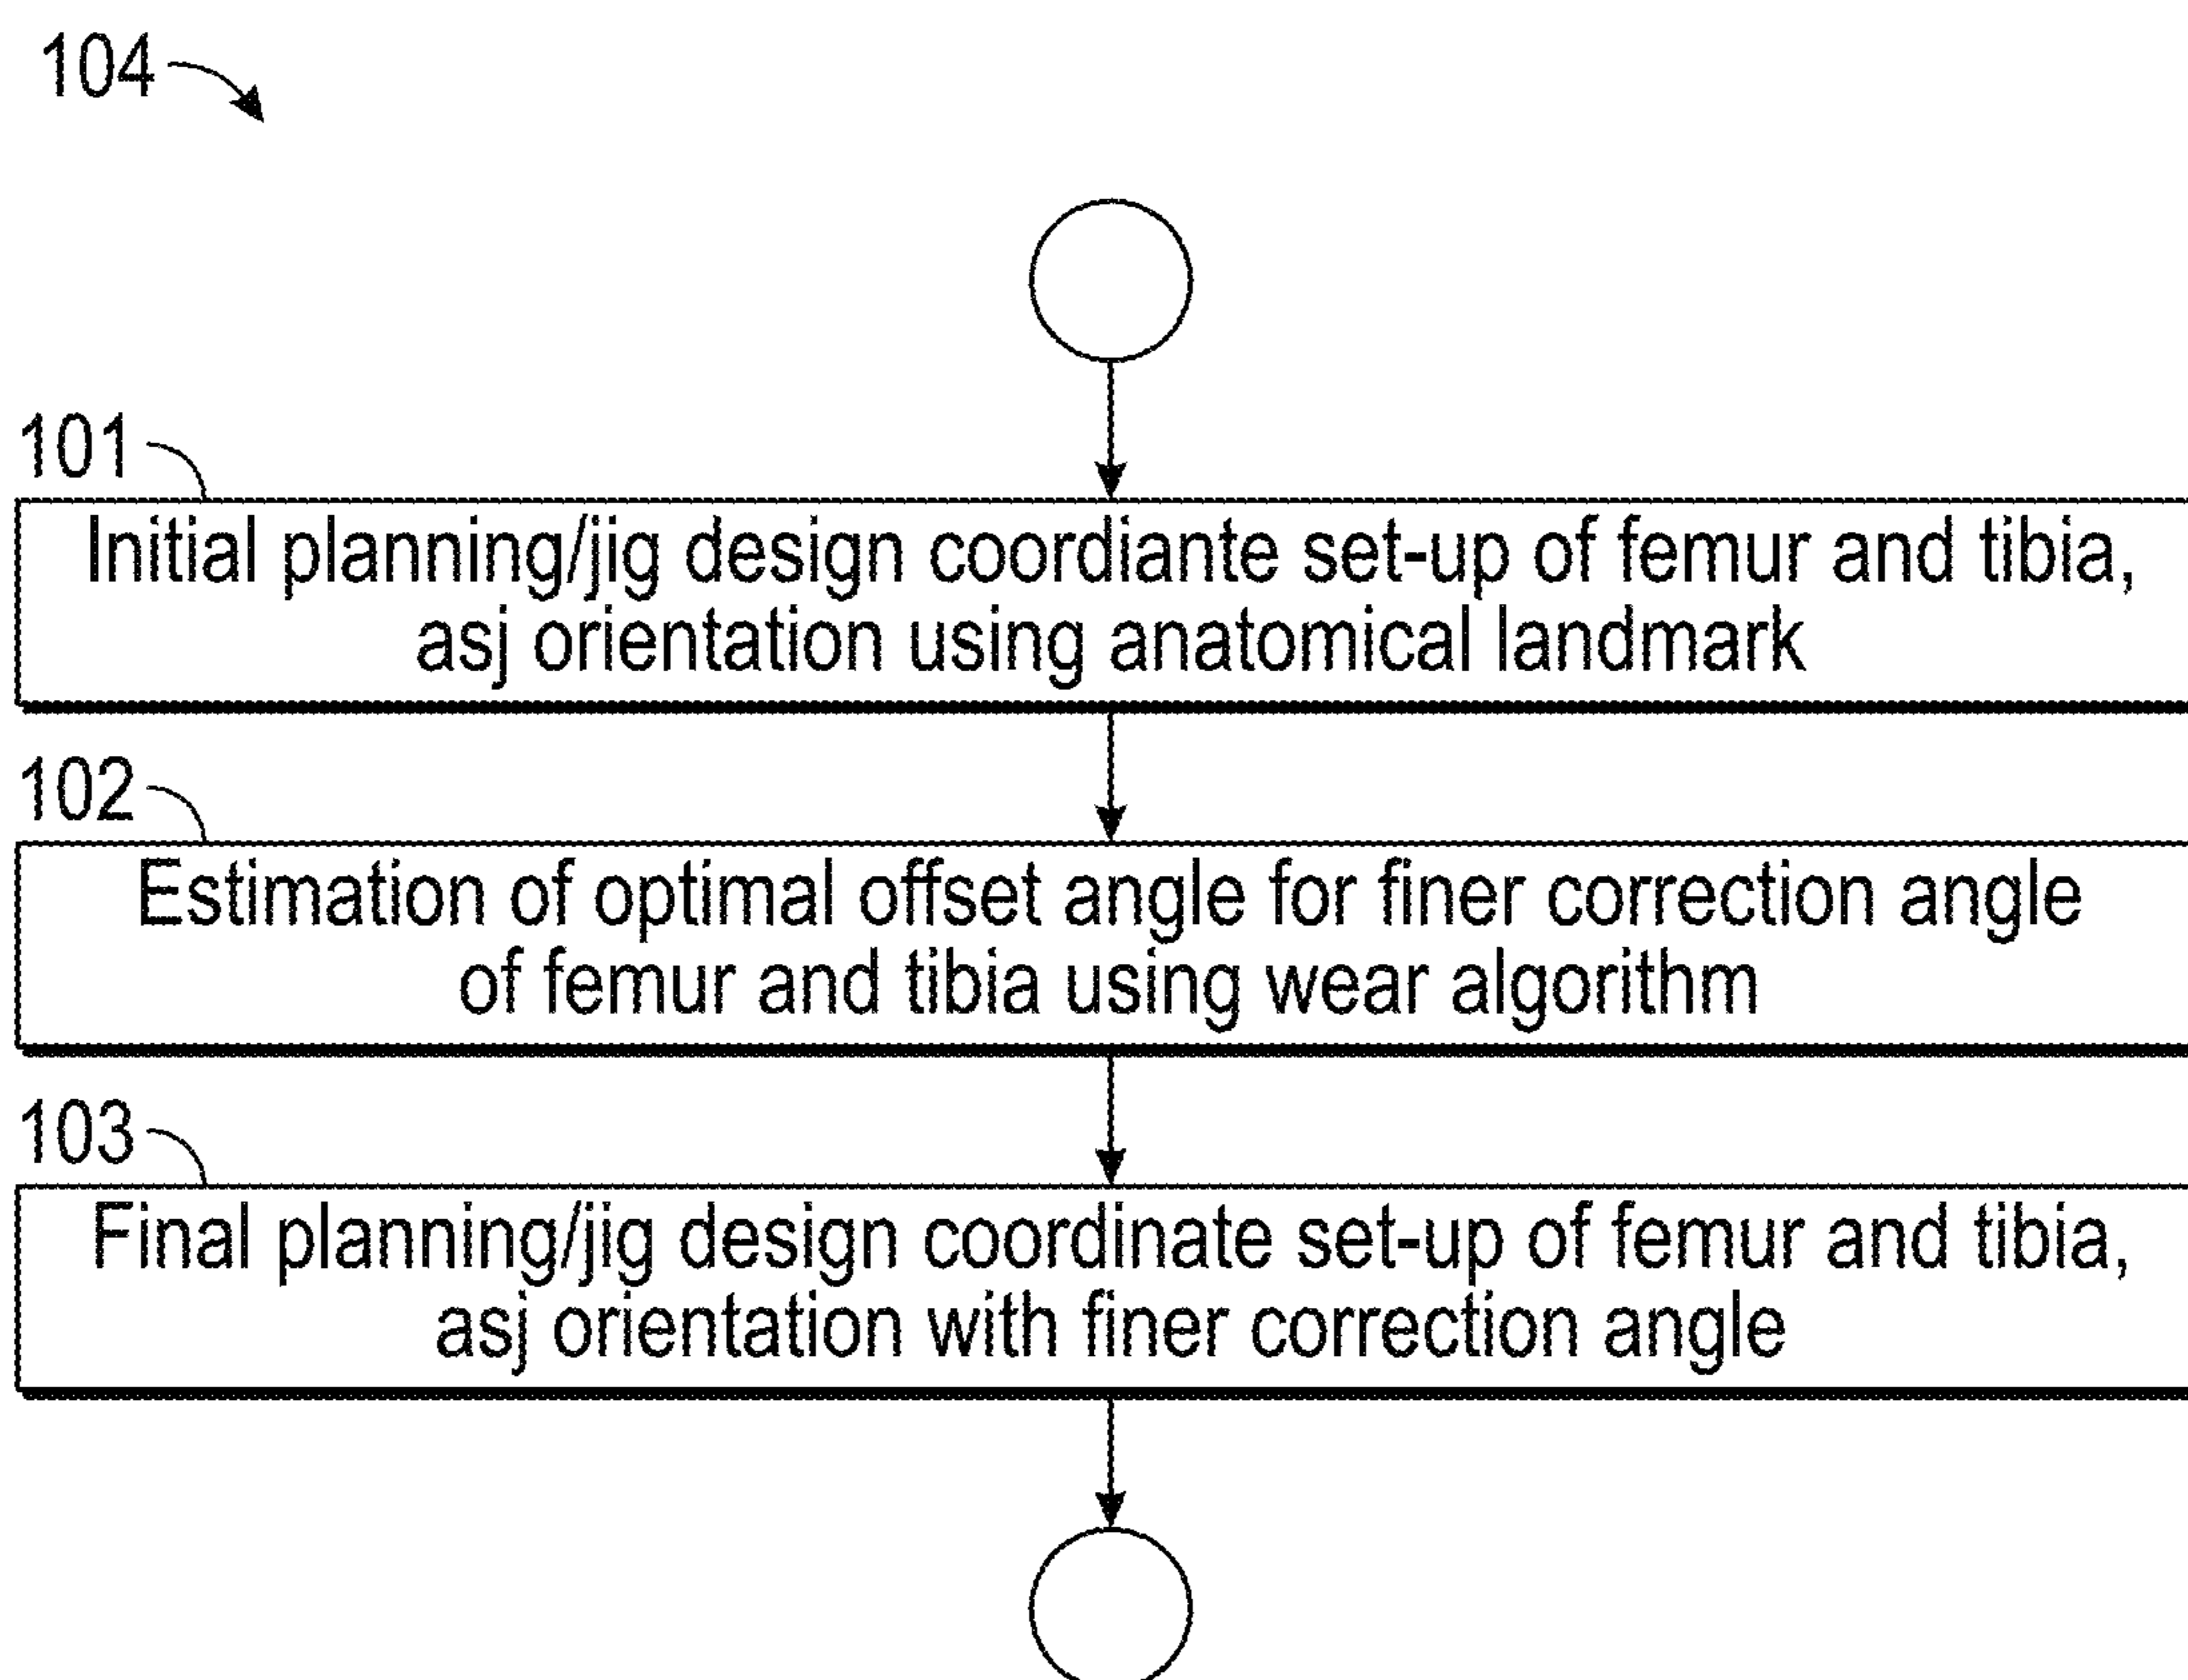 104
101
Initial planning/jig design coordiante set-up of femur and tibia,
asj orientation using anatomical landmark
102
Estimation of optimal offset angle for finer correction angle
of femur and tibia using wear algorithm
103
Final planning/jig design coordinate set-up of femur and tibia,
asj orientation with finer correction angle